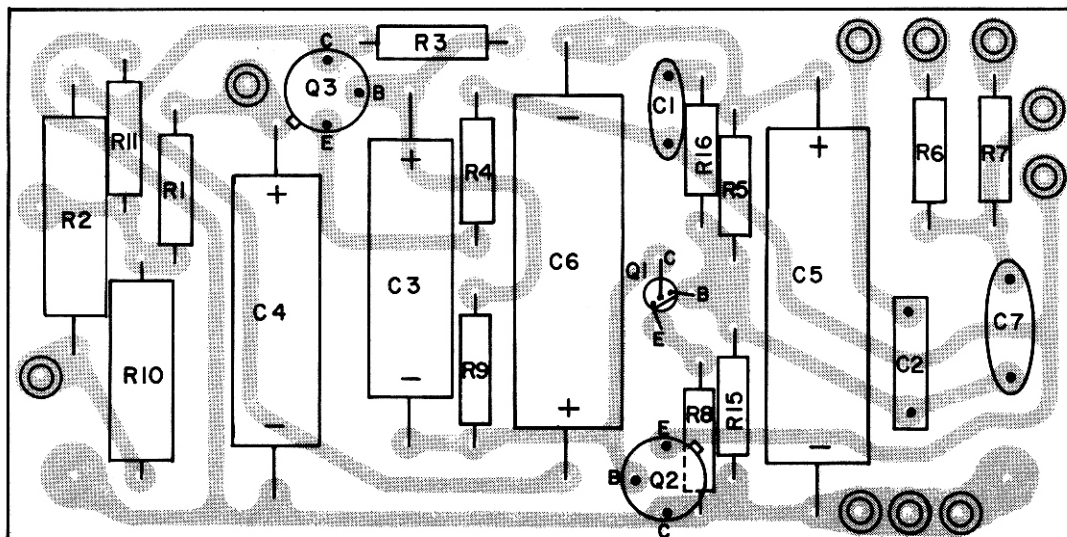 C
Q3
B
E
R3
R11
R2
R1
R10
+
C4
−
+
C3
−
R4
R9
−
C6
+
C1
R16
R5
Q1
C
B
E
R8
R15
E
B
Q2
C
+
C5
−
R6
R7
C2
C7